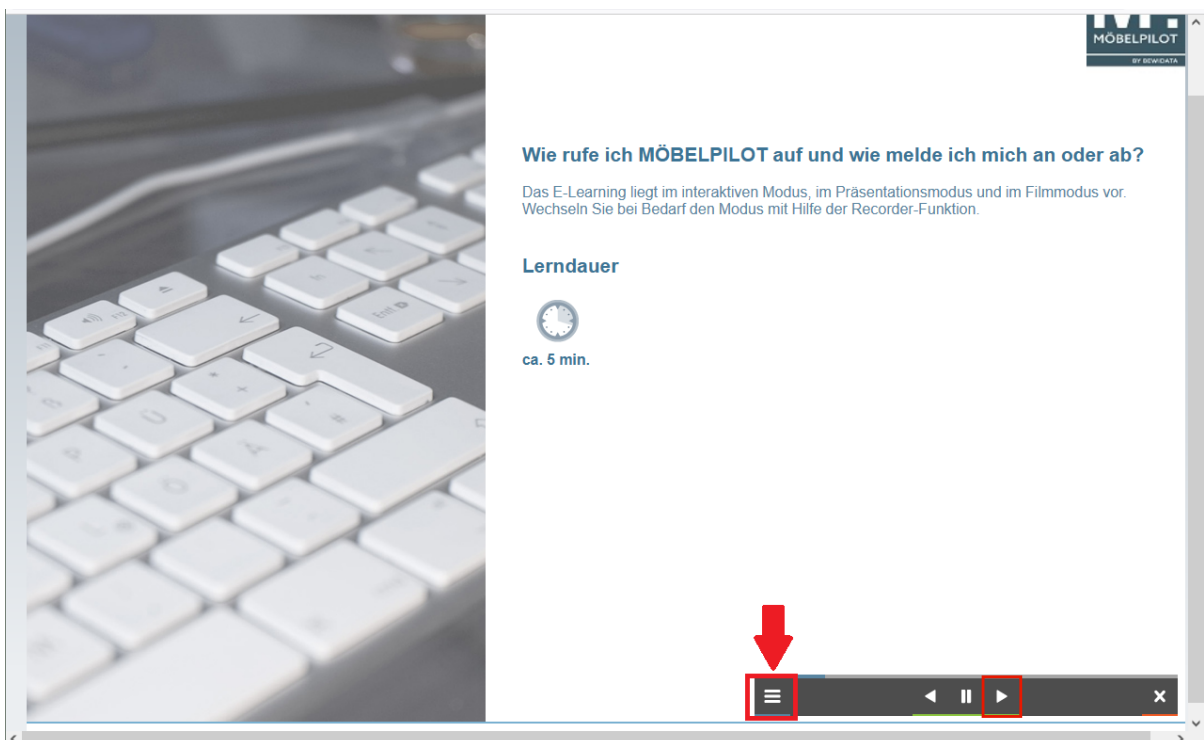 MÖBELPILOT
BY BEWIDATA
Wie rufe ich MÖBELPILOT auf und wie melde ich mich an oder ab?
Das E-Learning liegt im interaktiven Modus, im Präsentationsmodus und im Filmmodus vor.
Wechseln Sie bei Bedarf den Modus mit Hilfe der Recorder-Funktion.
Lerndauer
ca. 5 min.
F12
Entf
Ü
P
Ö
Ä